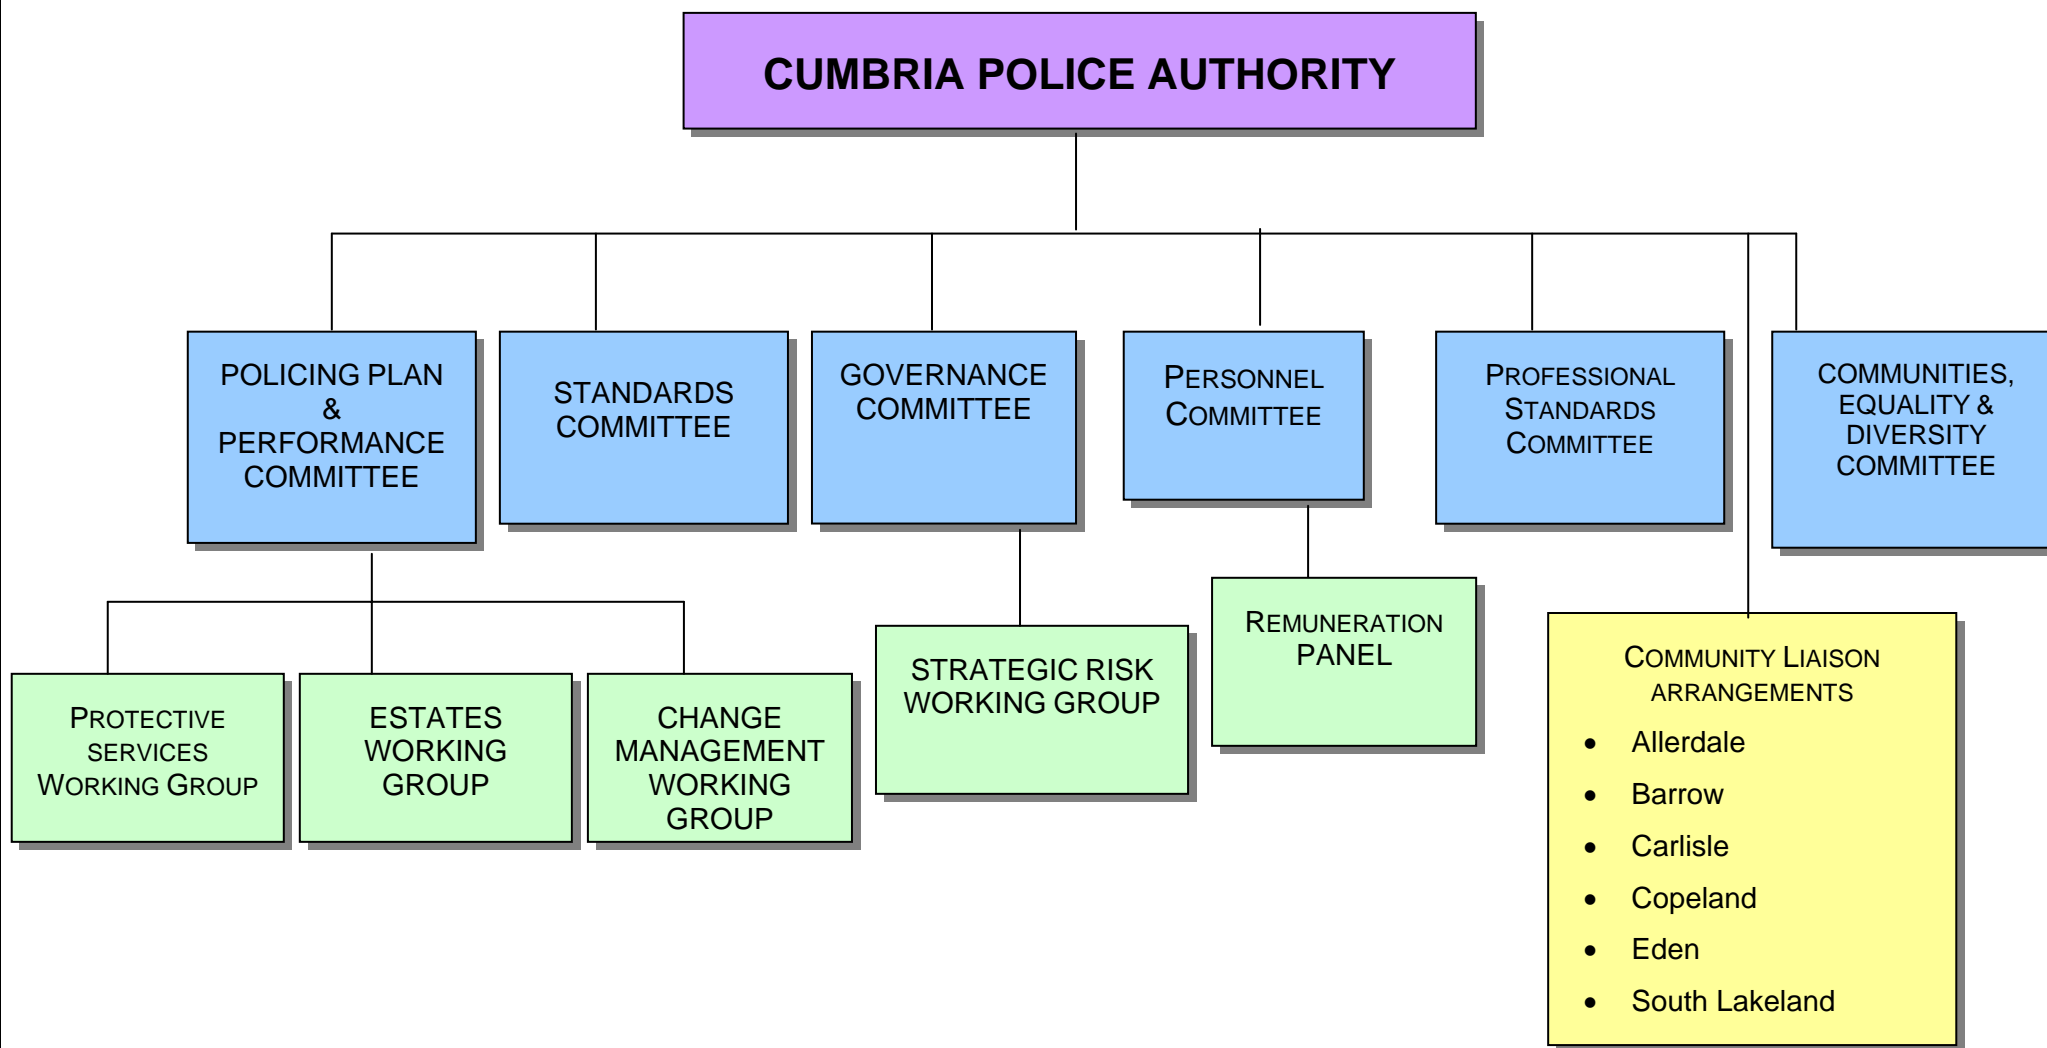 CUMBRIA POLICE AUTHORITY
POLICING PLAN
&
PERFORMANCE
COMMITTEE
STANDARDS
COMMITTEE
GOVERNANCE
COMMITTEE
PERSONNEL
COMMITTEE
PROFESSIONAL
STANDARDS
COMMITTEE
COMMUNITIES,
EQUALITY &
DIVERSITY
COMMITTEE
PROTECTIVE
SERVICES
WORKING GROUP
ESTATES
WORKING
GROUP
CHANGE
MANAGEMENT
WORKING
GROUP
STRATEGIC RISK
WORKING GROUP
REMUNERATION
PANEL
COMMUNITY LIAISON
ARRANGEMENTS
• Allerdale
• Barrow
• Carlisle
• Copeland
• Eden
• South Lakeland